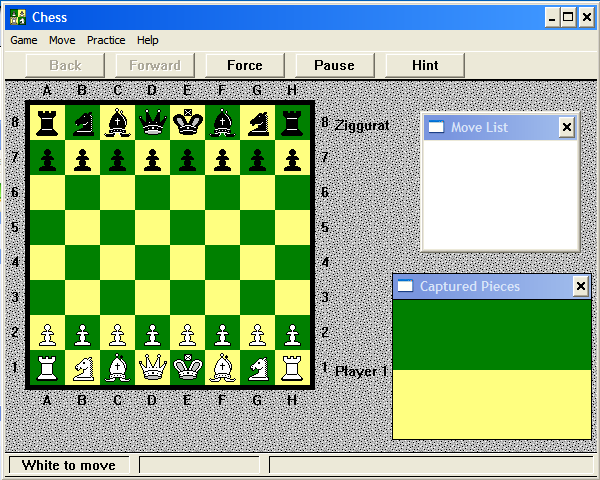 Chess
Game Move Practice Help
Back Forward Force Pause Hint
A B C D E F G H
8 8 Ziggurat
Move List
7 7
6 6
5 5
4 4
Captured Pieces
3 3
2 2
1 1 Player 1
A B C D E F G H
White to move